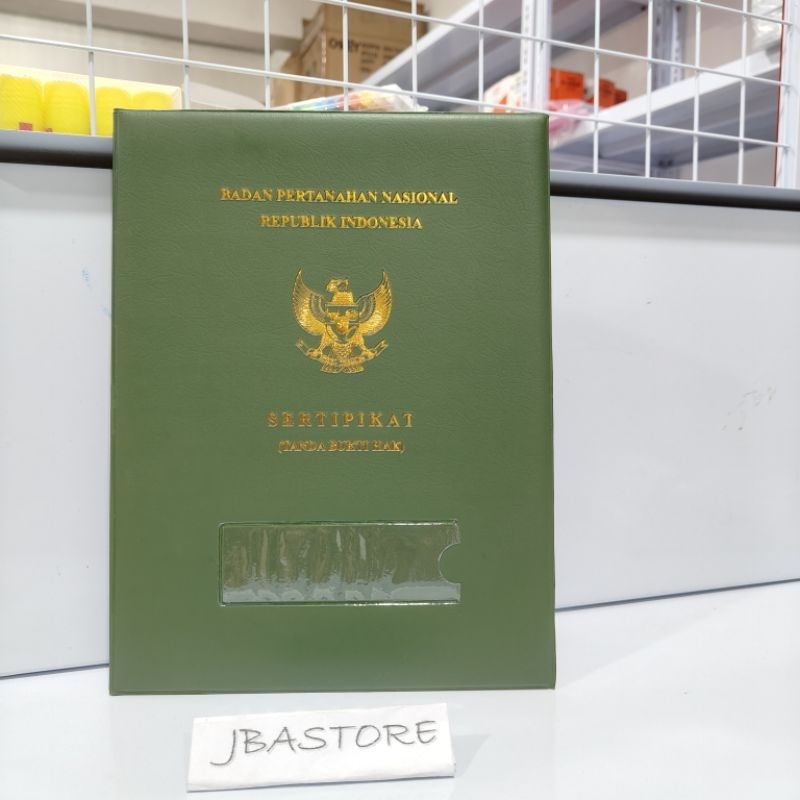 BADAN PERTANAHAN NASIONAL
REPUBLIK INDONESIA
SERTIPIKAT
(TANDA BUKTI HAK)
JBASTORE